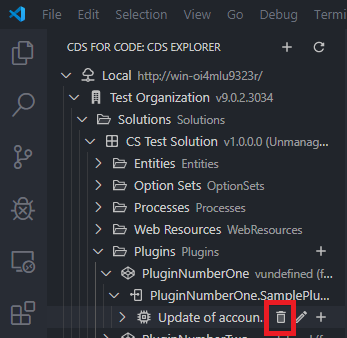 File Edit Selection View Go Debug Termi
CDS FOR CODE: CDS EXPLORER
Local http://win-oi4mlu9323r/
Test Organization v9.0.2.3034
Solutions Solutions
CS Test Solution v1.0.0.0 (Unmanag...
Entities Entities
Option Sets OptionSets
Processes Processes
Web Resources WebResources
Plugins Plugins
PluginNumberOne vundefined (f...
PluginNumberOne.SamplePlu...
Update of accoun...
PluginNumberTwo